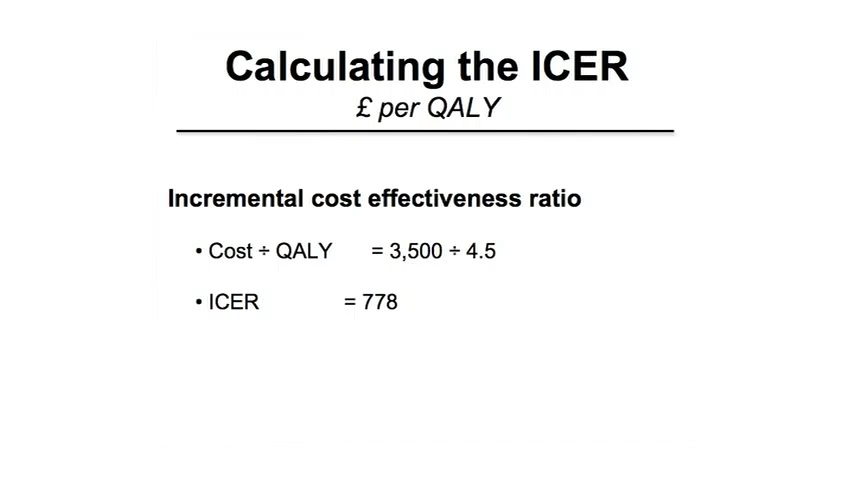 Calculating the ICER
£ per QALY
Incremental cost effectiveness ratio
• Cost ÷ QALY = 3,500 ÷ 4.5
• ICER = 778